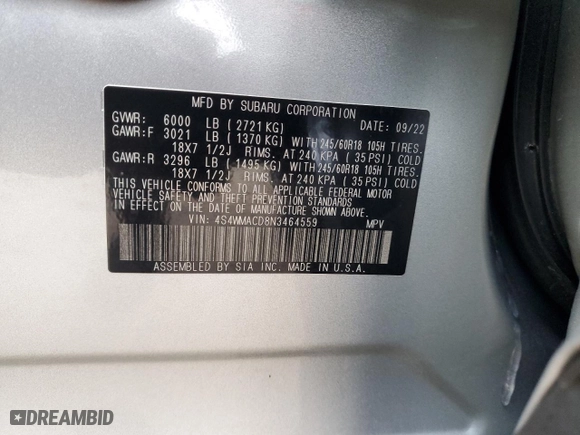 MFD BY SUBARU CORPORATION
DATE: 09/22
GVWR: 6000 LB ( 2721 KG)
GAWR:F 3021 LB ( 1370 KG) WITH 245/60R18 105H TIRES.
18X7 1/2J RIMS. AT 240 KPA ( 35 PSI) COLD
GAWR:R 3296 LB ( 1495 KG) WITH 245/60R18 105H TIRES.
18X7 1/2J RIMS. AT 240 KPA ( 35 PSI) COLD
THIS VEHICLE CONFORMS TO ALL APPLICABLE FEDERAL MOTOR
VEHICLE SAFETY AND THEFT PREVENTION STANDARDS
IN EFFECT ON THE DATE OF MANUFACTURE SHOWN ABOVE.
VIN: 4S4WMACD8N3464559 MPV
ASSEMBLED BY SIA INC. MADE IN U.S.A.
DREAMBID